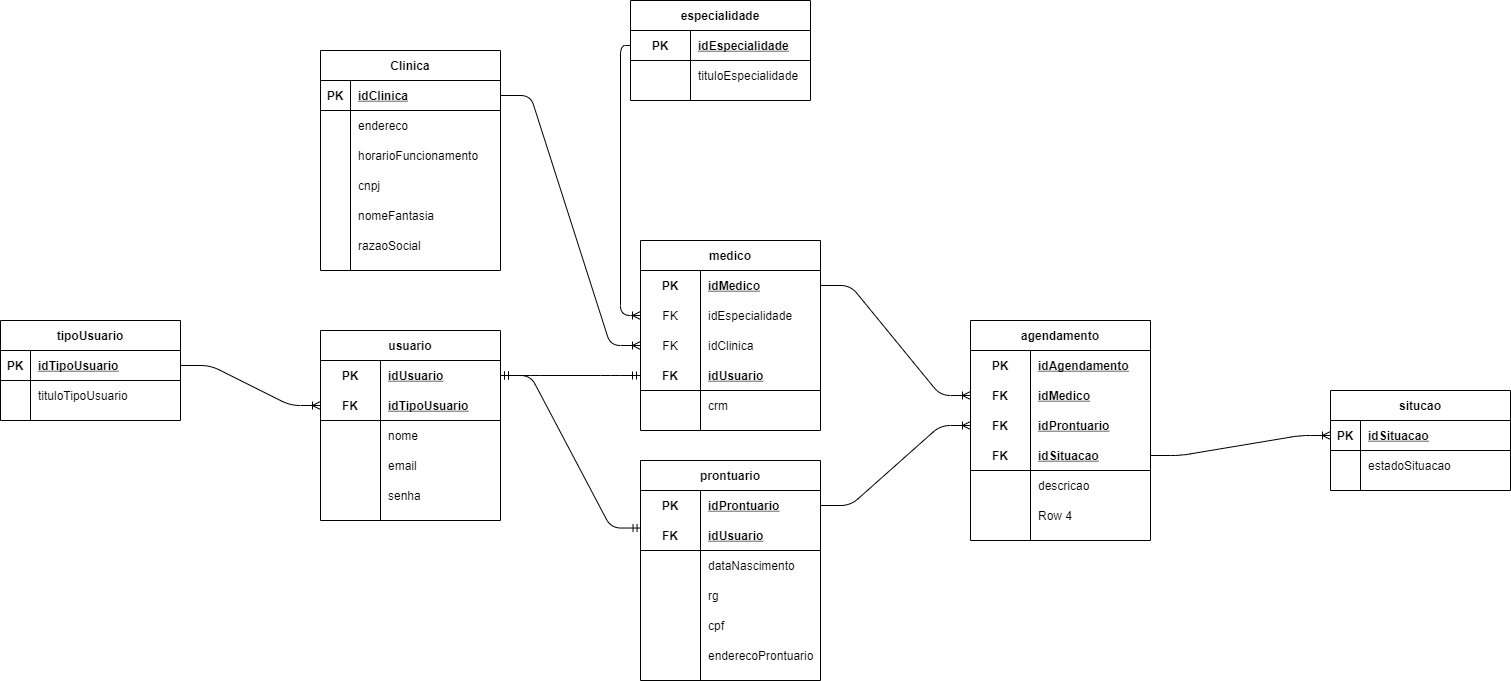 especialidade
PK idEspecialidade
tituloEspecialidade
Clinica
PK idClinica
endereco
horarioFuncionamento
cnpj
nomeFantasia
razaoSocial
medico
PK idMedico
FK idEspecialidade
FK idClinica
FK idUsuario
crm
tipoUsuario
PK idTipoUsuario
tituloTipoUsuario
usuario
PK idUsuario
FK idTipoUsuario
nome
email
senha
agendamento
PK idAgendamento
FK idMedico
FK idProntuario
FK idSituacao
descricao
Row 4
situcao
PK idSituacao
estadoSituacao
prontuario
PK idProntuario
FK idUsuario
dataNascimento
rg
cpf
enderecoProntuario